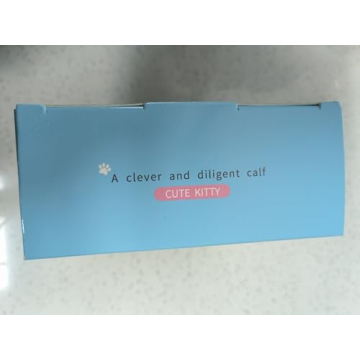 A clever and diligent calf
CUTE KITTY